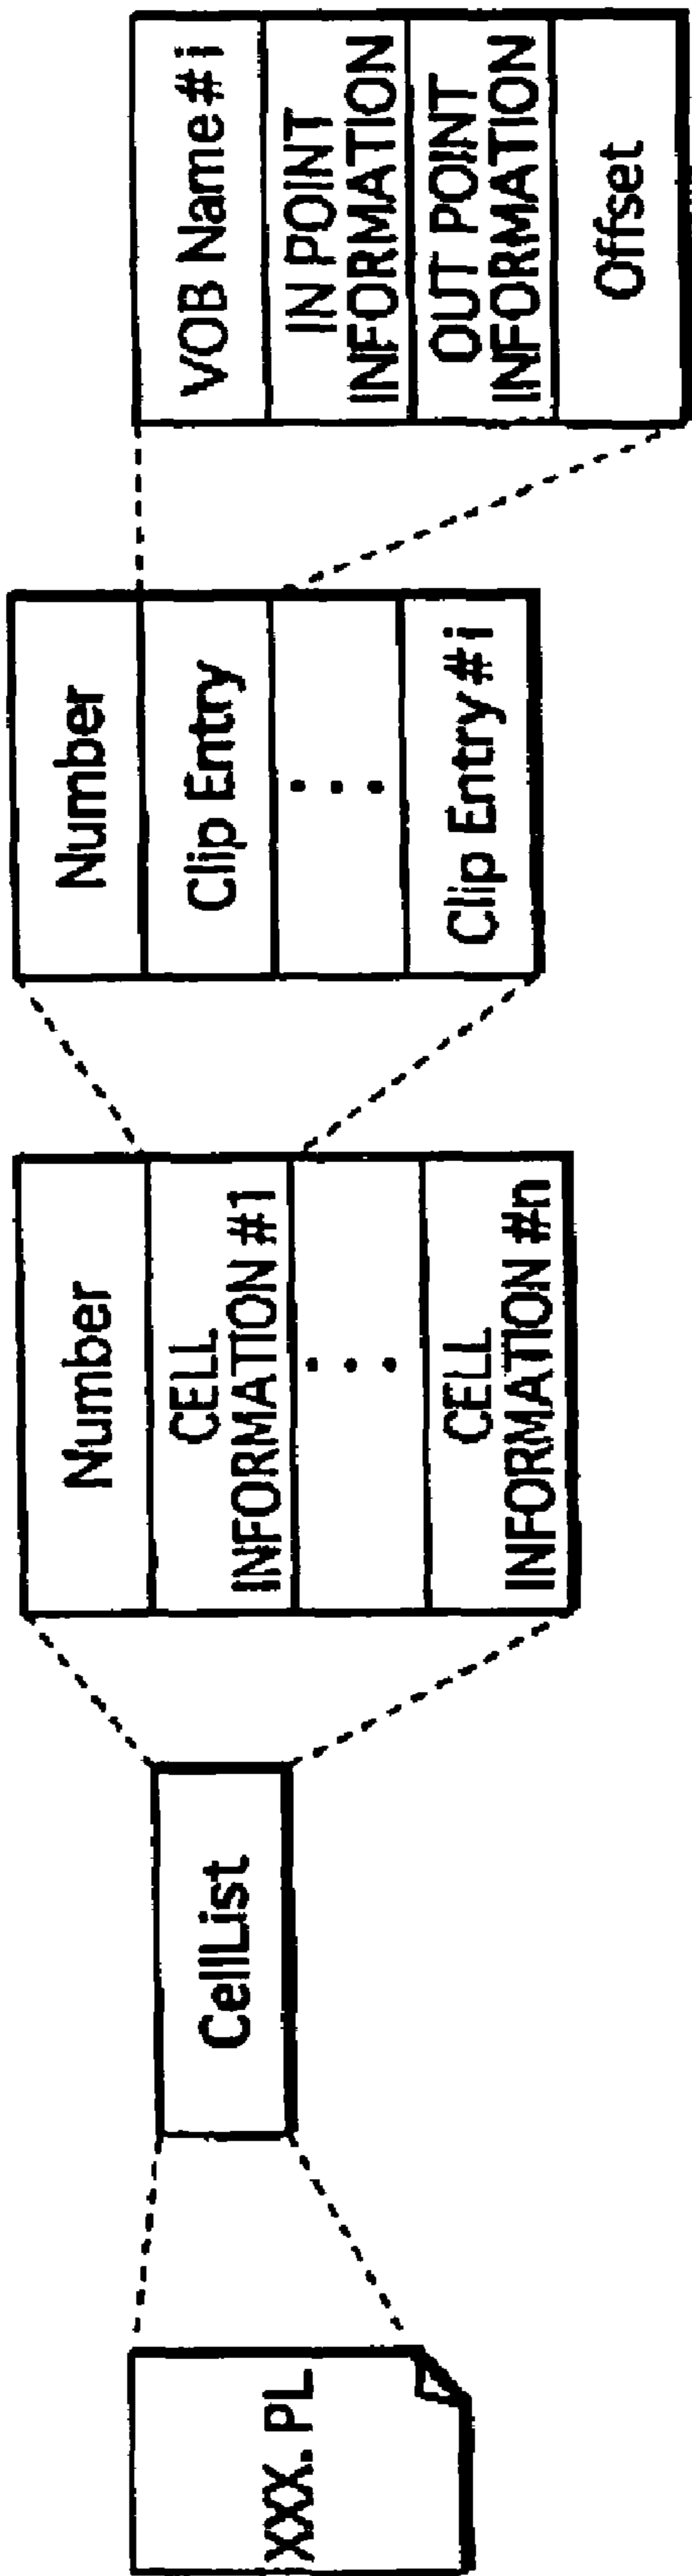 XXX. PL
CellList
Number
CELL
INFORMATION #1
...
CELL
INFORMATION #n
Number
Clip Entry
...
Clip Entry#i
VOB Name#i
IN POINT
INFORMATION
OUT POINT
INFORMATION
Offset